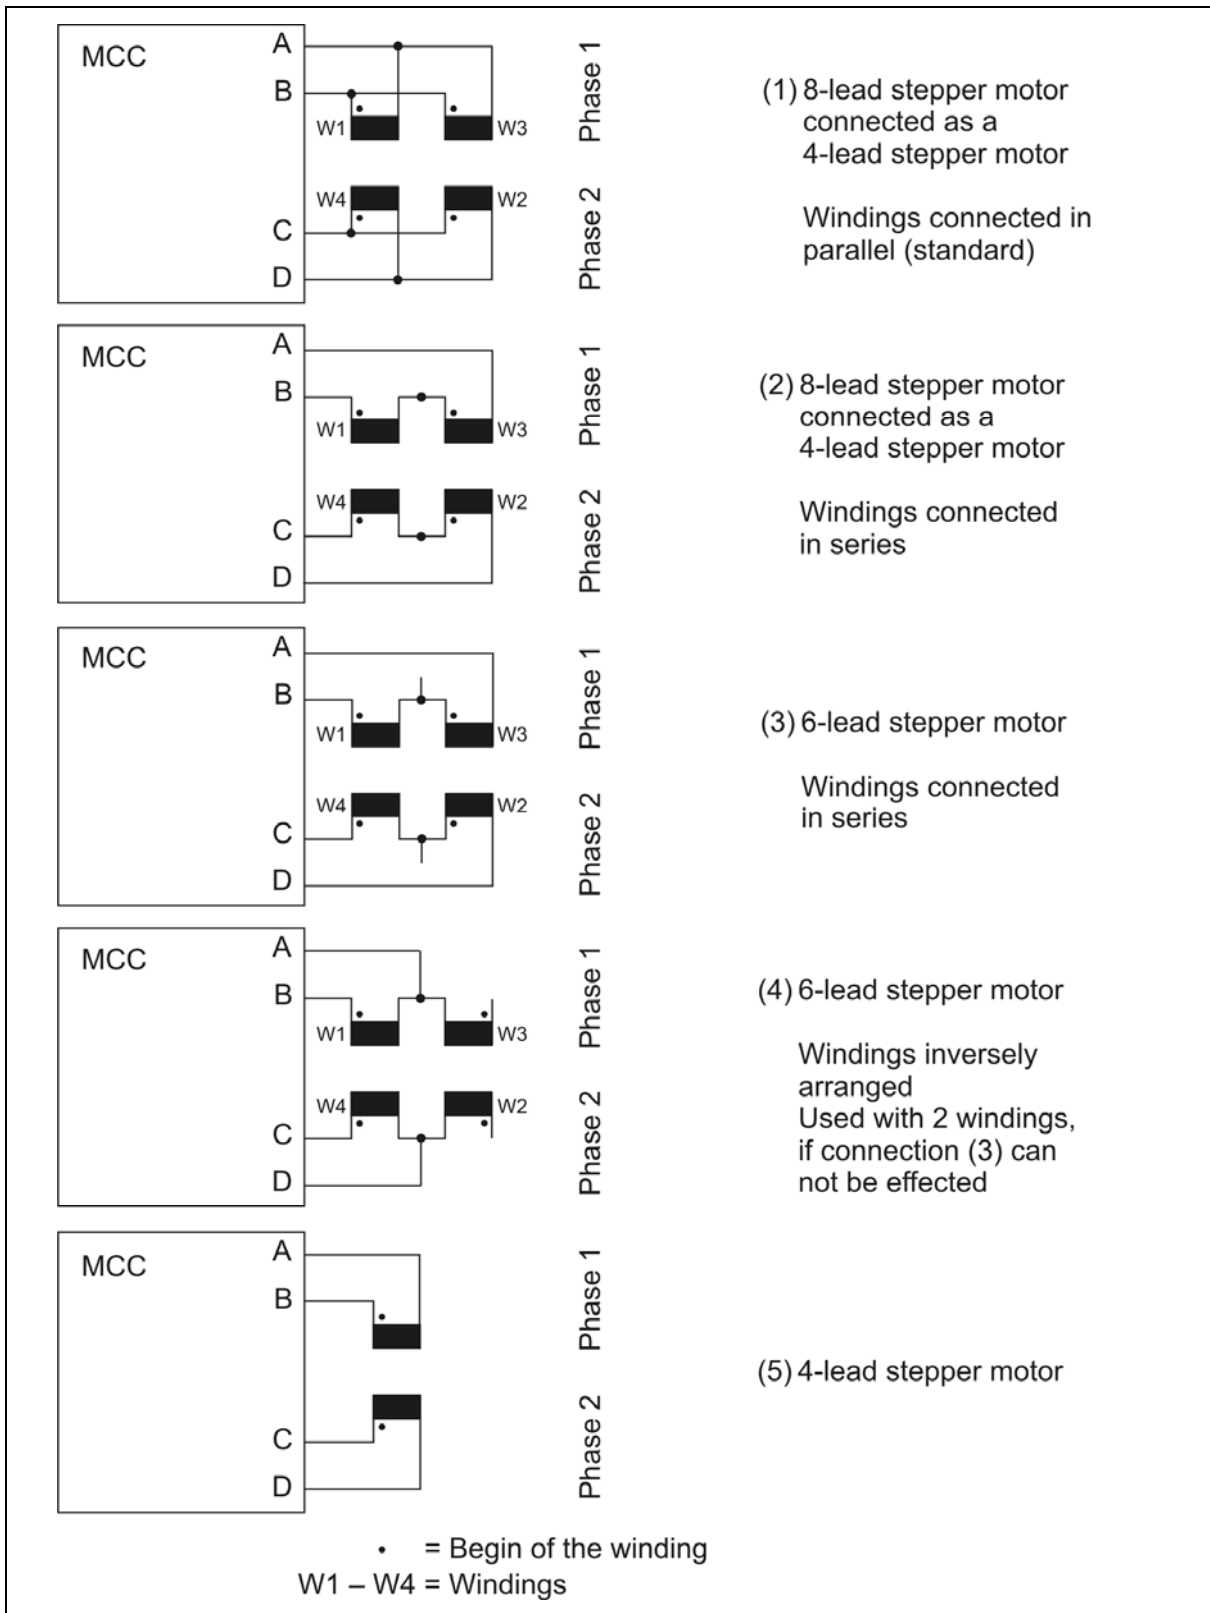 MCC
A
B
W1
W3
Phase 1
W4
W2
C
D
Phase 2
(1) 8-lead stepper motor
connected as a
4-lead stepper motor
Windings connected in
parallel (standard)
MCC
A
B
W1
W3
Phase 1
W4
W2
C
D
Phase 2
(2) 8-lead stepper motor
connected as a
4-lead stepper motor
Windings connected
in series
MCC
A
B
W1
W3
Phase 1
W4
W2
C
D
Phase 2
(3) 6-lead stepper motor
Windings connected
in series
MCC
A
B
W1
W3
Phase 1
W4
W2
C
D
Phase 2
(4) 6-lead stepper motor
Windings inversely
arranged
Used with 2 windings,
if connection (3) can
not be effected
MCC
A
B
Phase 1
C
D
Phase 2
(5) 4-lead stepper motor
• = Begin of the winding
W1 – W4 = Windings